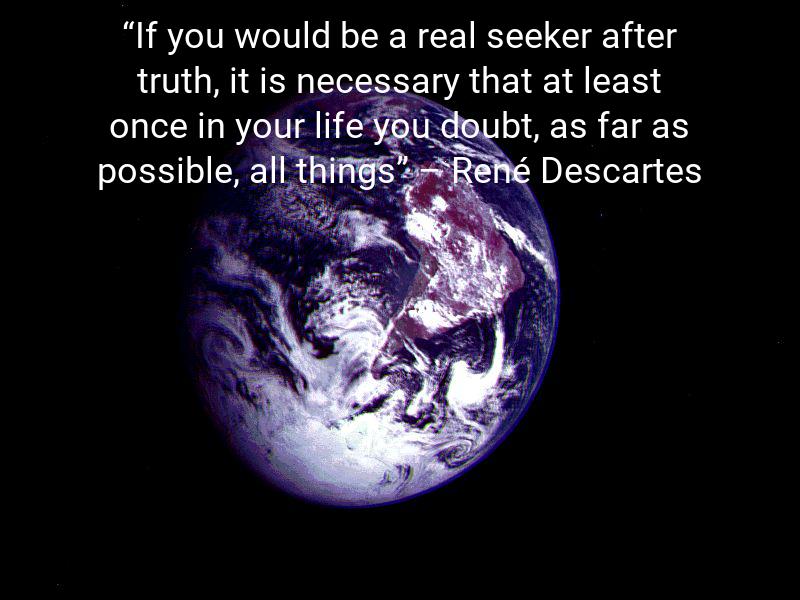 “If you would be a real seeker after
truth, it is necessary that at least
once in your life you doubt, as far as
possible, all things” – René Descartes